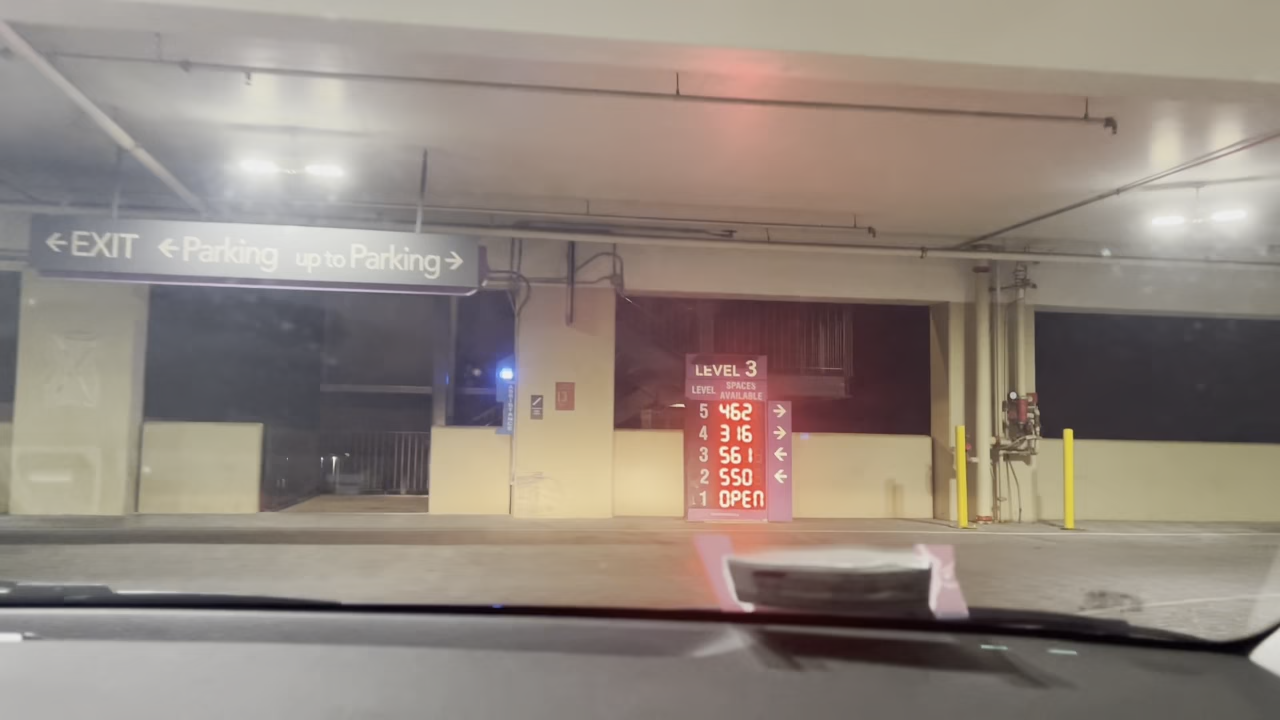 ←EXIT ←Parking up to Parking→
LEVEL 3
LEVEL SPACES AVAILABLE
5 462 →
4 316 →
3 561 ←
2 550 ←
1 OPEN